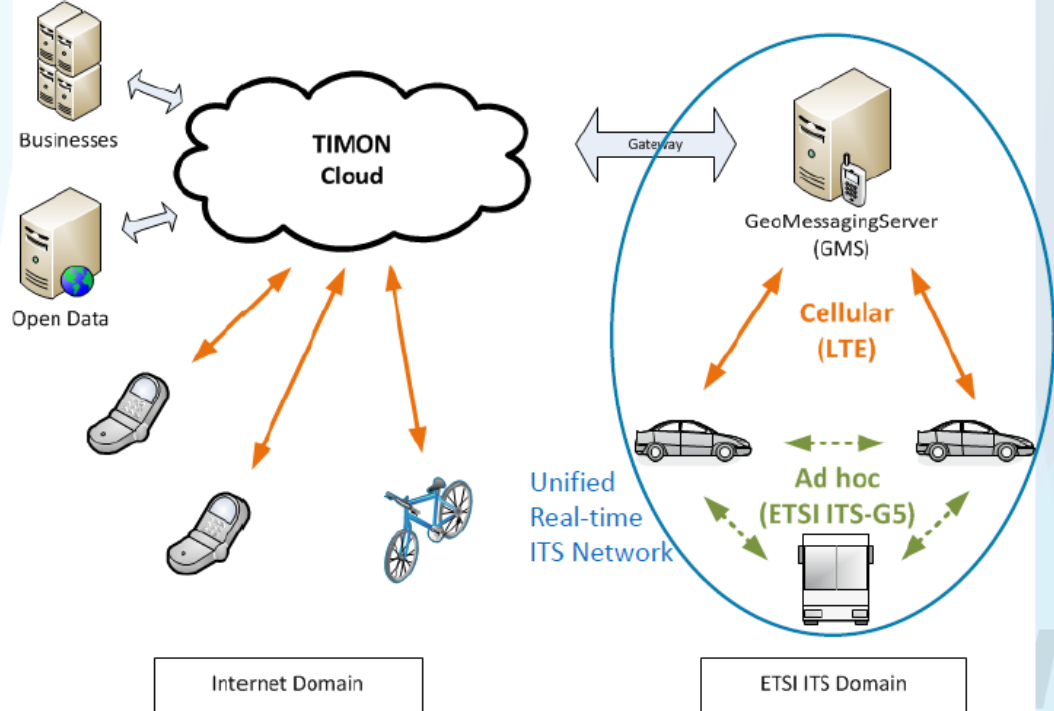 Businesses
TIMON
Cloud
Gateway
GeoMessagingServer
(GMS)
Open Data
Cellular
(LTE)
Unified
Real-time
ITS Network
Ad hoc
(ETSI ITS-G5)
Internet Domain
ETSI ITS Domain